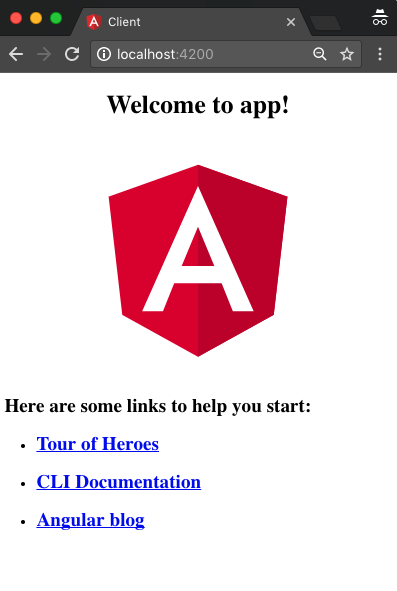 Client
localhost:4200
Welcome to app!
A
Here are some links to help you start:
Tour of Heroes
CLI Documentation
Angular blog